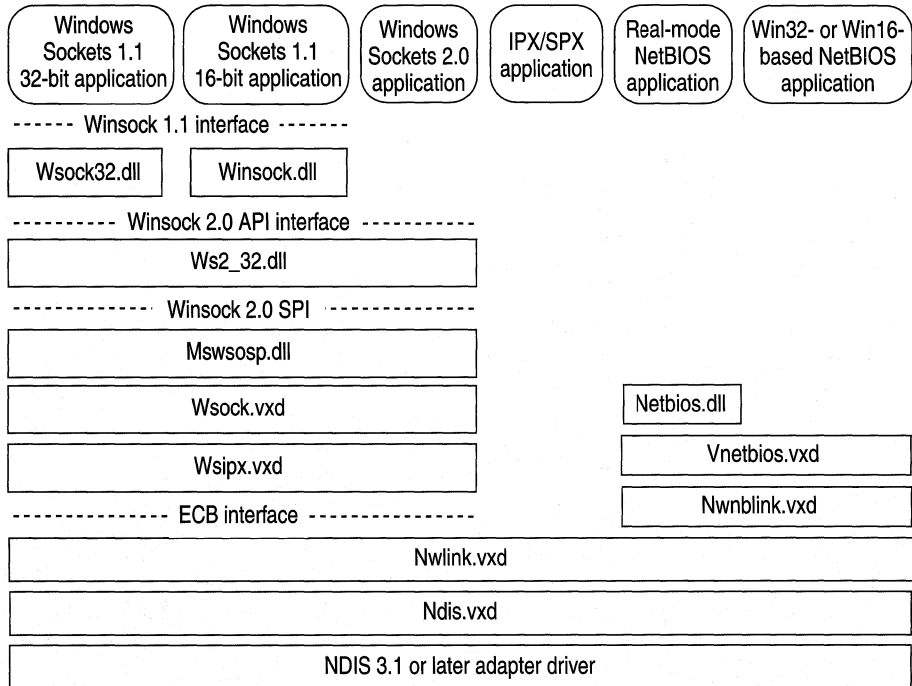 Windows
Sockets 1.1
32-bit application
Windows
Sockets 1.1
16-bit application
Windows
Sockets 2.0
application
IPX/SPX
application
Real-mode
NetBIOS
application
Win32- or Win16-
based NetBIOS
application
Winsock 1.1 interface
Wsock32.dll
Winsock.dll
Winsock 2.0 API interface
Ws2_32.dll
Winsock 2.0 SPI
Mswsosp.dll
Wsock.vxd
Netbios.dll
Wsipx.vxd
Vnetbios.vxd
Nwnblink.vxd
ECB interface
Nwlink.vxd
Ndis.vxd
NDIS 3.1 or later adapter driver